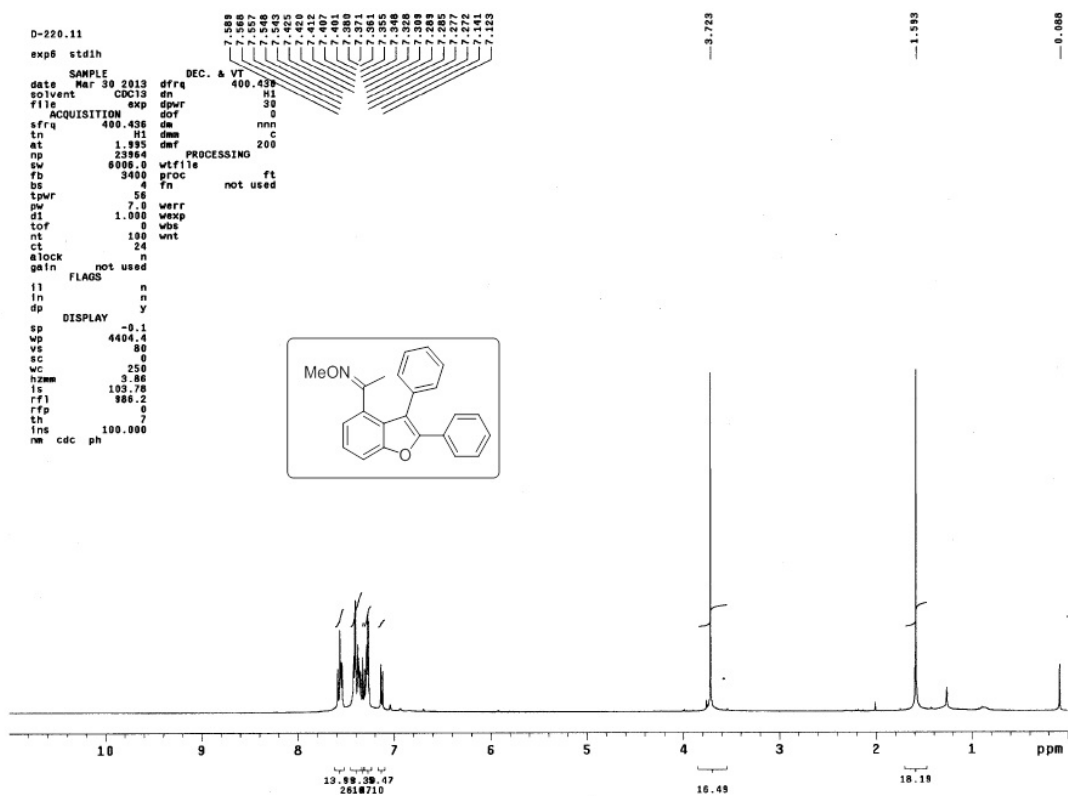 D-220.11
exp6 stdlh
SAMPLE DEC. & VT
date Mar 30 2013 dfrq 400.436
solvent CDCl3 dn H1
file exp dpwr 30
ACQUISITION dof 0
sfrq 400.436 dm nnn
tn H1 dmm c
at 1.995 dmf 200
np 23964 PROCESSING
sw 6006.0 wtfile
fb 3400 proc ft
bs 4 fn not used
tpwr 56
pw 7.0 werr
d1 1.000 wexp
tof 0 wbs
nt 100 wnt
ct 24
alock n
gain not used
FLAGS
il n
in n
dp y
DISPLAY
sp -0.1
wp 4404.4
vs 80
sc 0
wc 250
hzmm 3.86
is 103.78
rfl 986.2
rfp 0
th 7
ins 100.000
nm cdc ph
7.589
7.568
7.557
7.548
7.543
7.425
7.420
7.412
7.407
7.401
7.380
7.371
7.361
7.355
7.348
7.328
7.309
7.289
7.285
7.277
7.272
7.141
7.123
3.723
1.593
-0.088
MeON
O
10 9 8 7 6 5 4 3 2 1 ppm
16.49
18.19